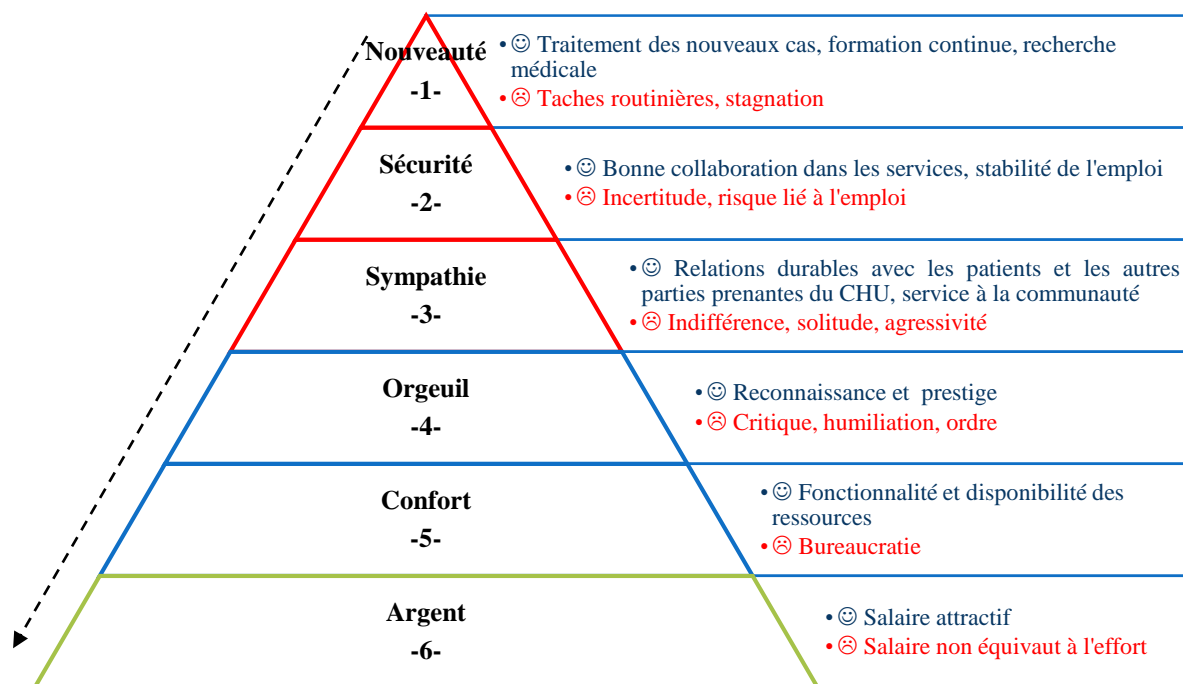 Nouveauté
-1-
• ☺ Traitement des nouveaux cas, formation continue, recherche
médicale
• ☹ Taches routinières, stagnation
Sécurité
-2-
• ☺ Bonne collaboration dans les services, stabilité de l'emploi
• ☹ Incertitude, risque lié à l'emploi
Sympathie
-3-
• ☺ Relations durables avec les patients et les autres
parties prenantes du CHU, service à la communauté
• ☹ Indifférence, solitude, agressivité
Orgeuil
-4-
• ☺ Reconnaissance et prestige
• ☹ Critique, humiliation, ordre
Confort
-5-
• ☺ Fonctionnalité et disponibilité des
ressources
• ☹ Bureaucratie
Argent
-6-
• ☺ Salaire attractif
• ☹ Salaire non équivaut à l'effort